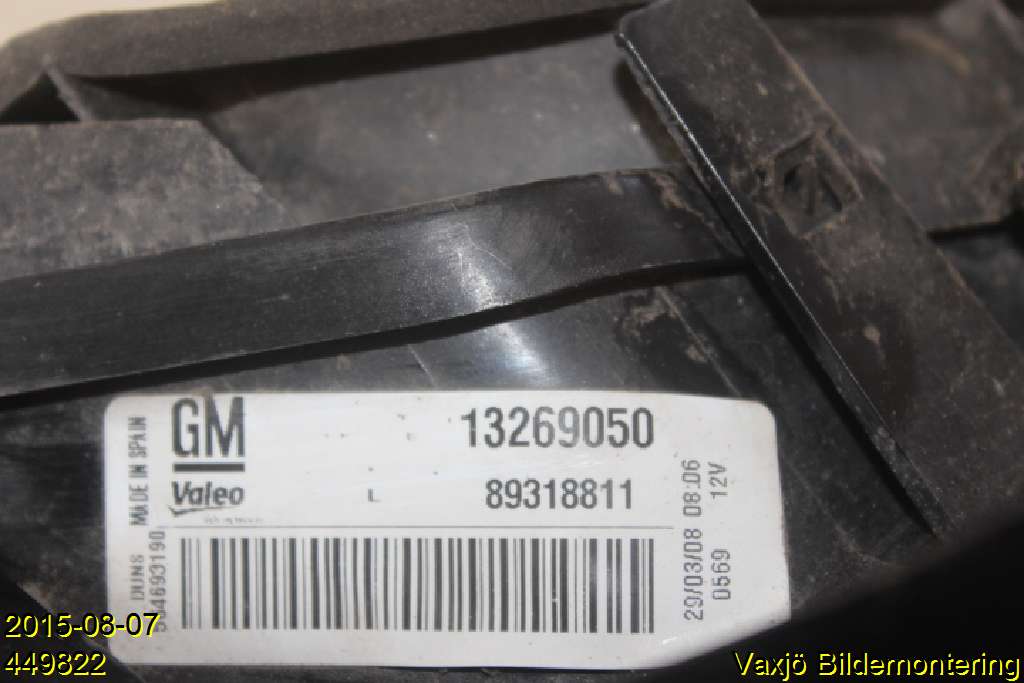 GM
13269050
Valeo
L
89318811
MADE IN SPAIN
DUNS
29/03/08 08:06
0569 12V
2015-08-07
449822
Vaxjö Bildemontering